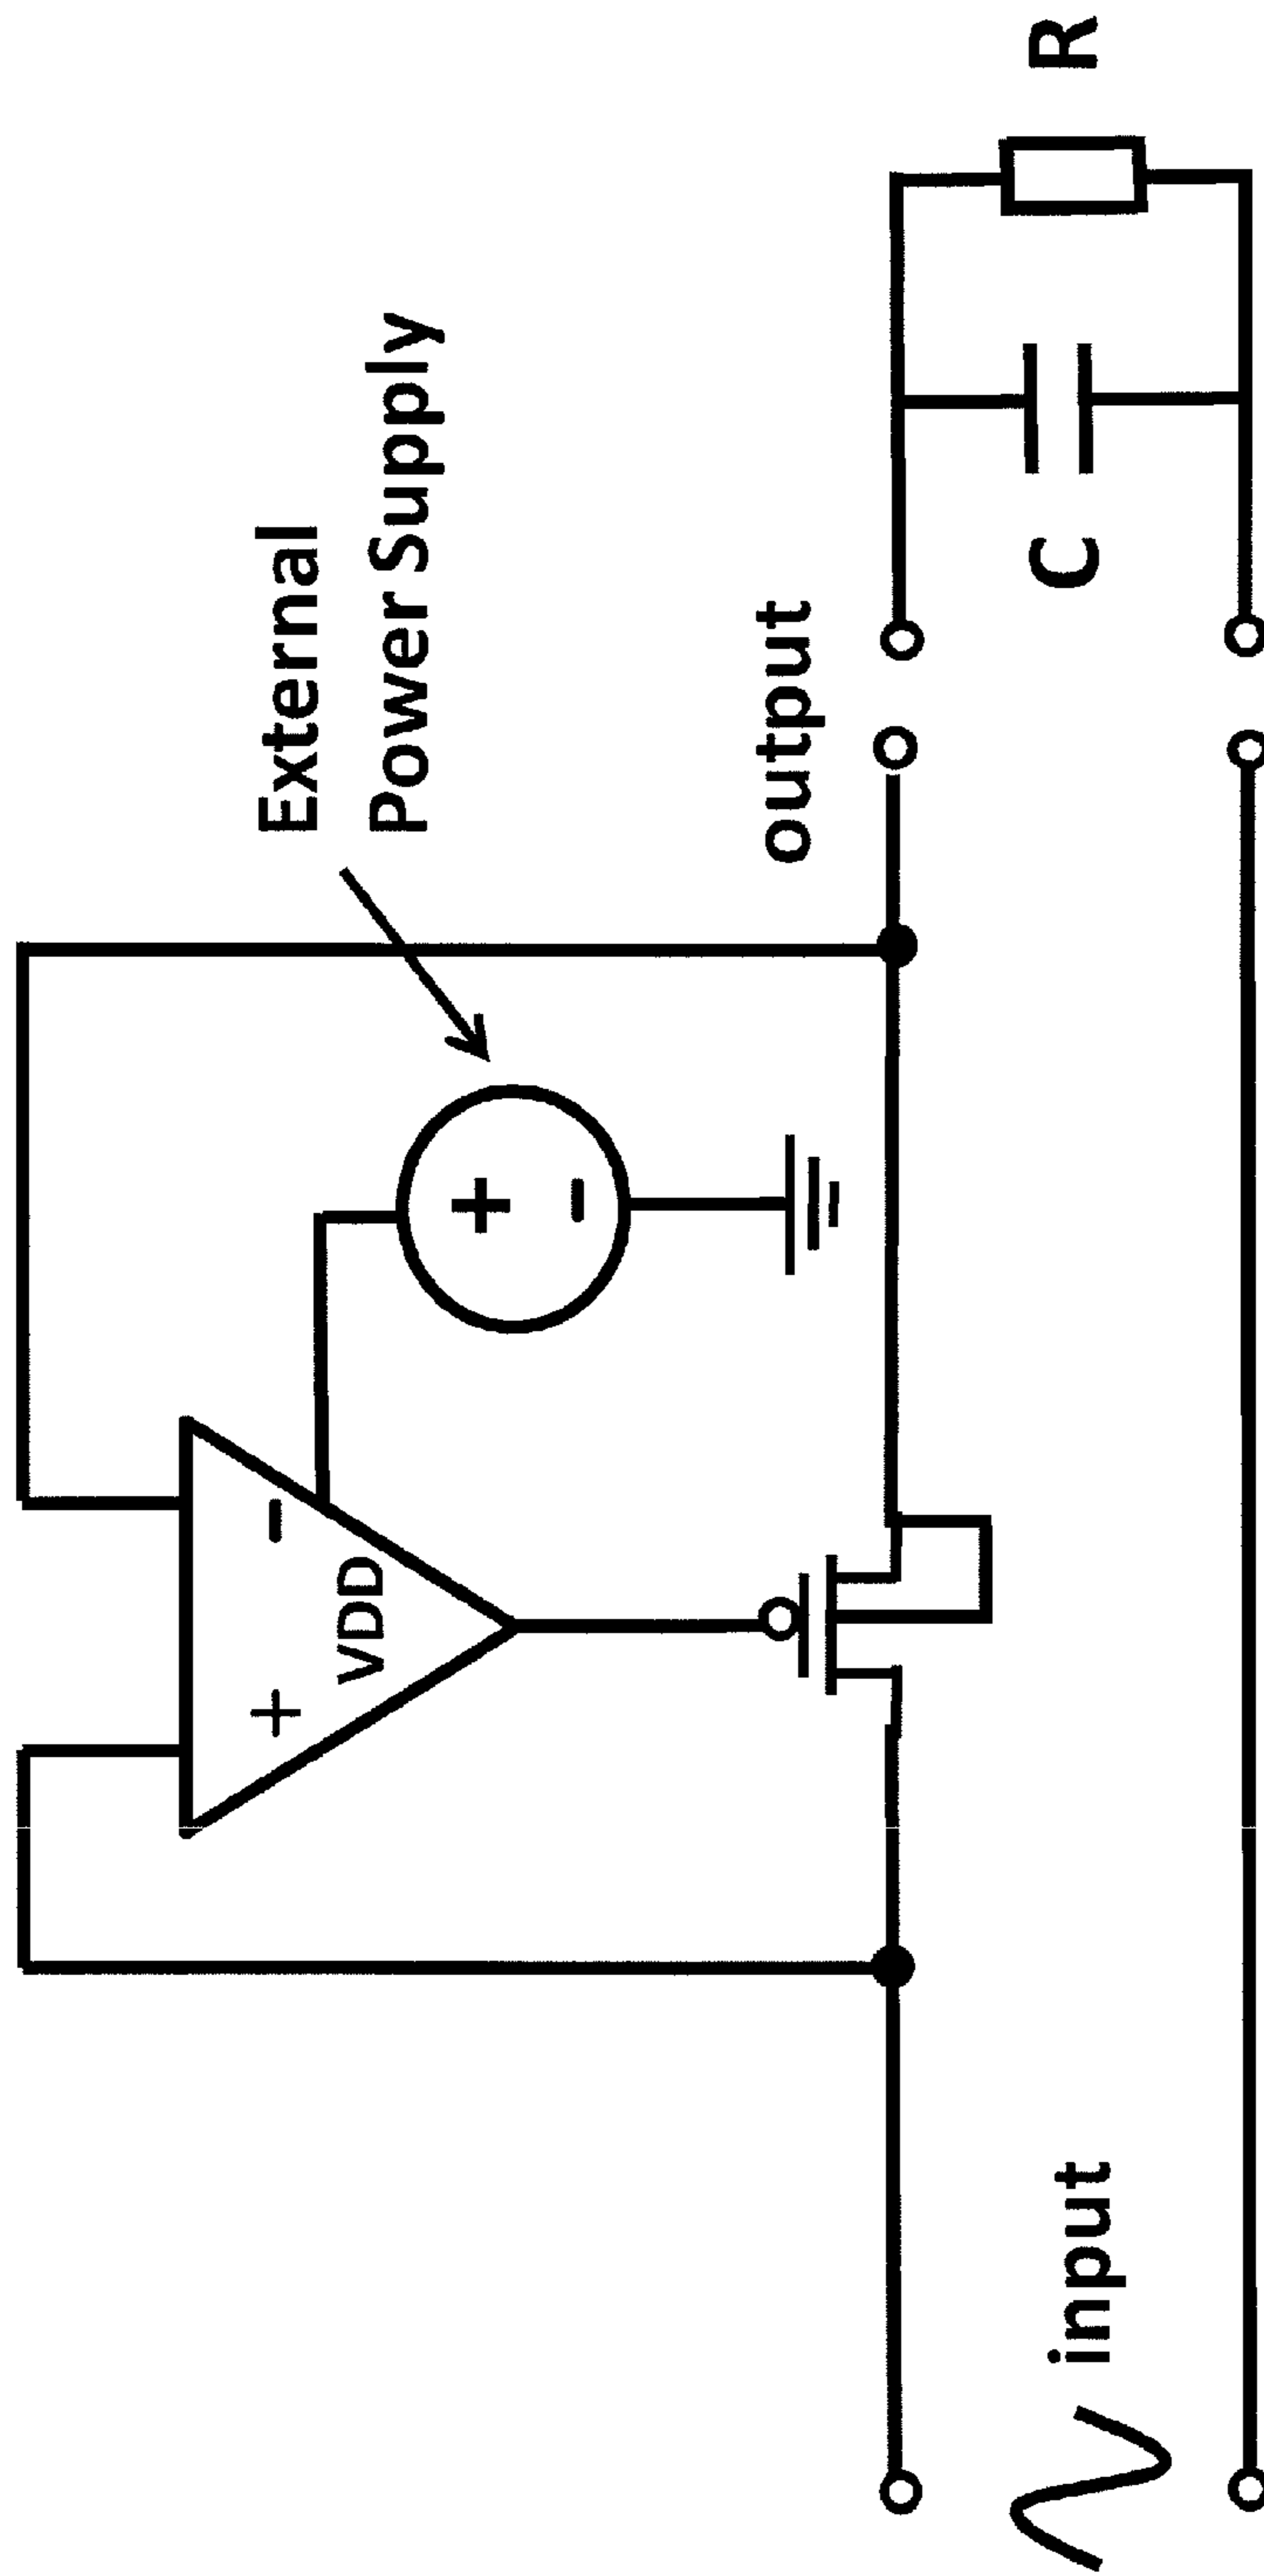 External
Power Supply
+
-
VDD
+
-
output
input
C
R